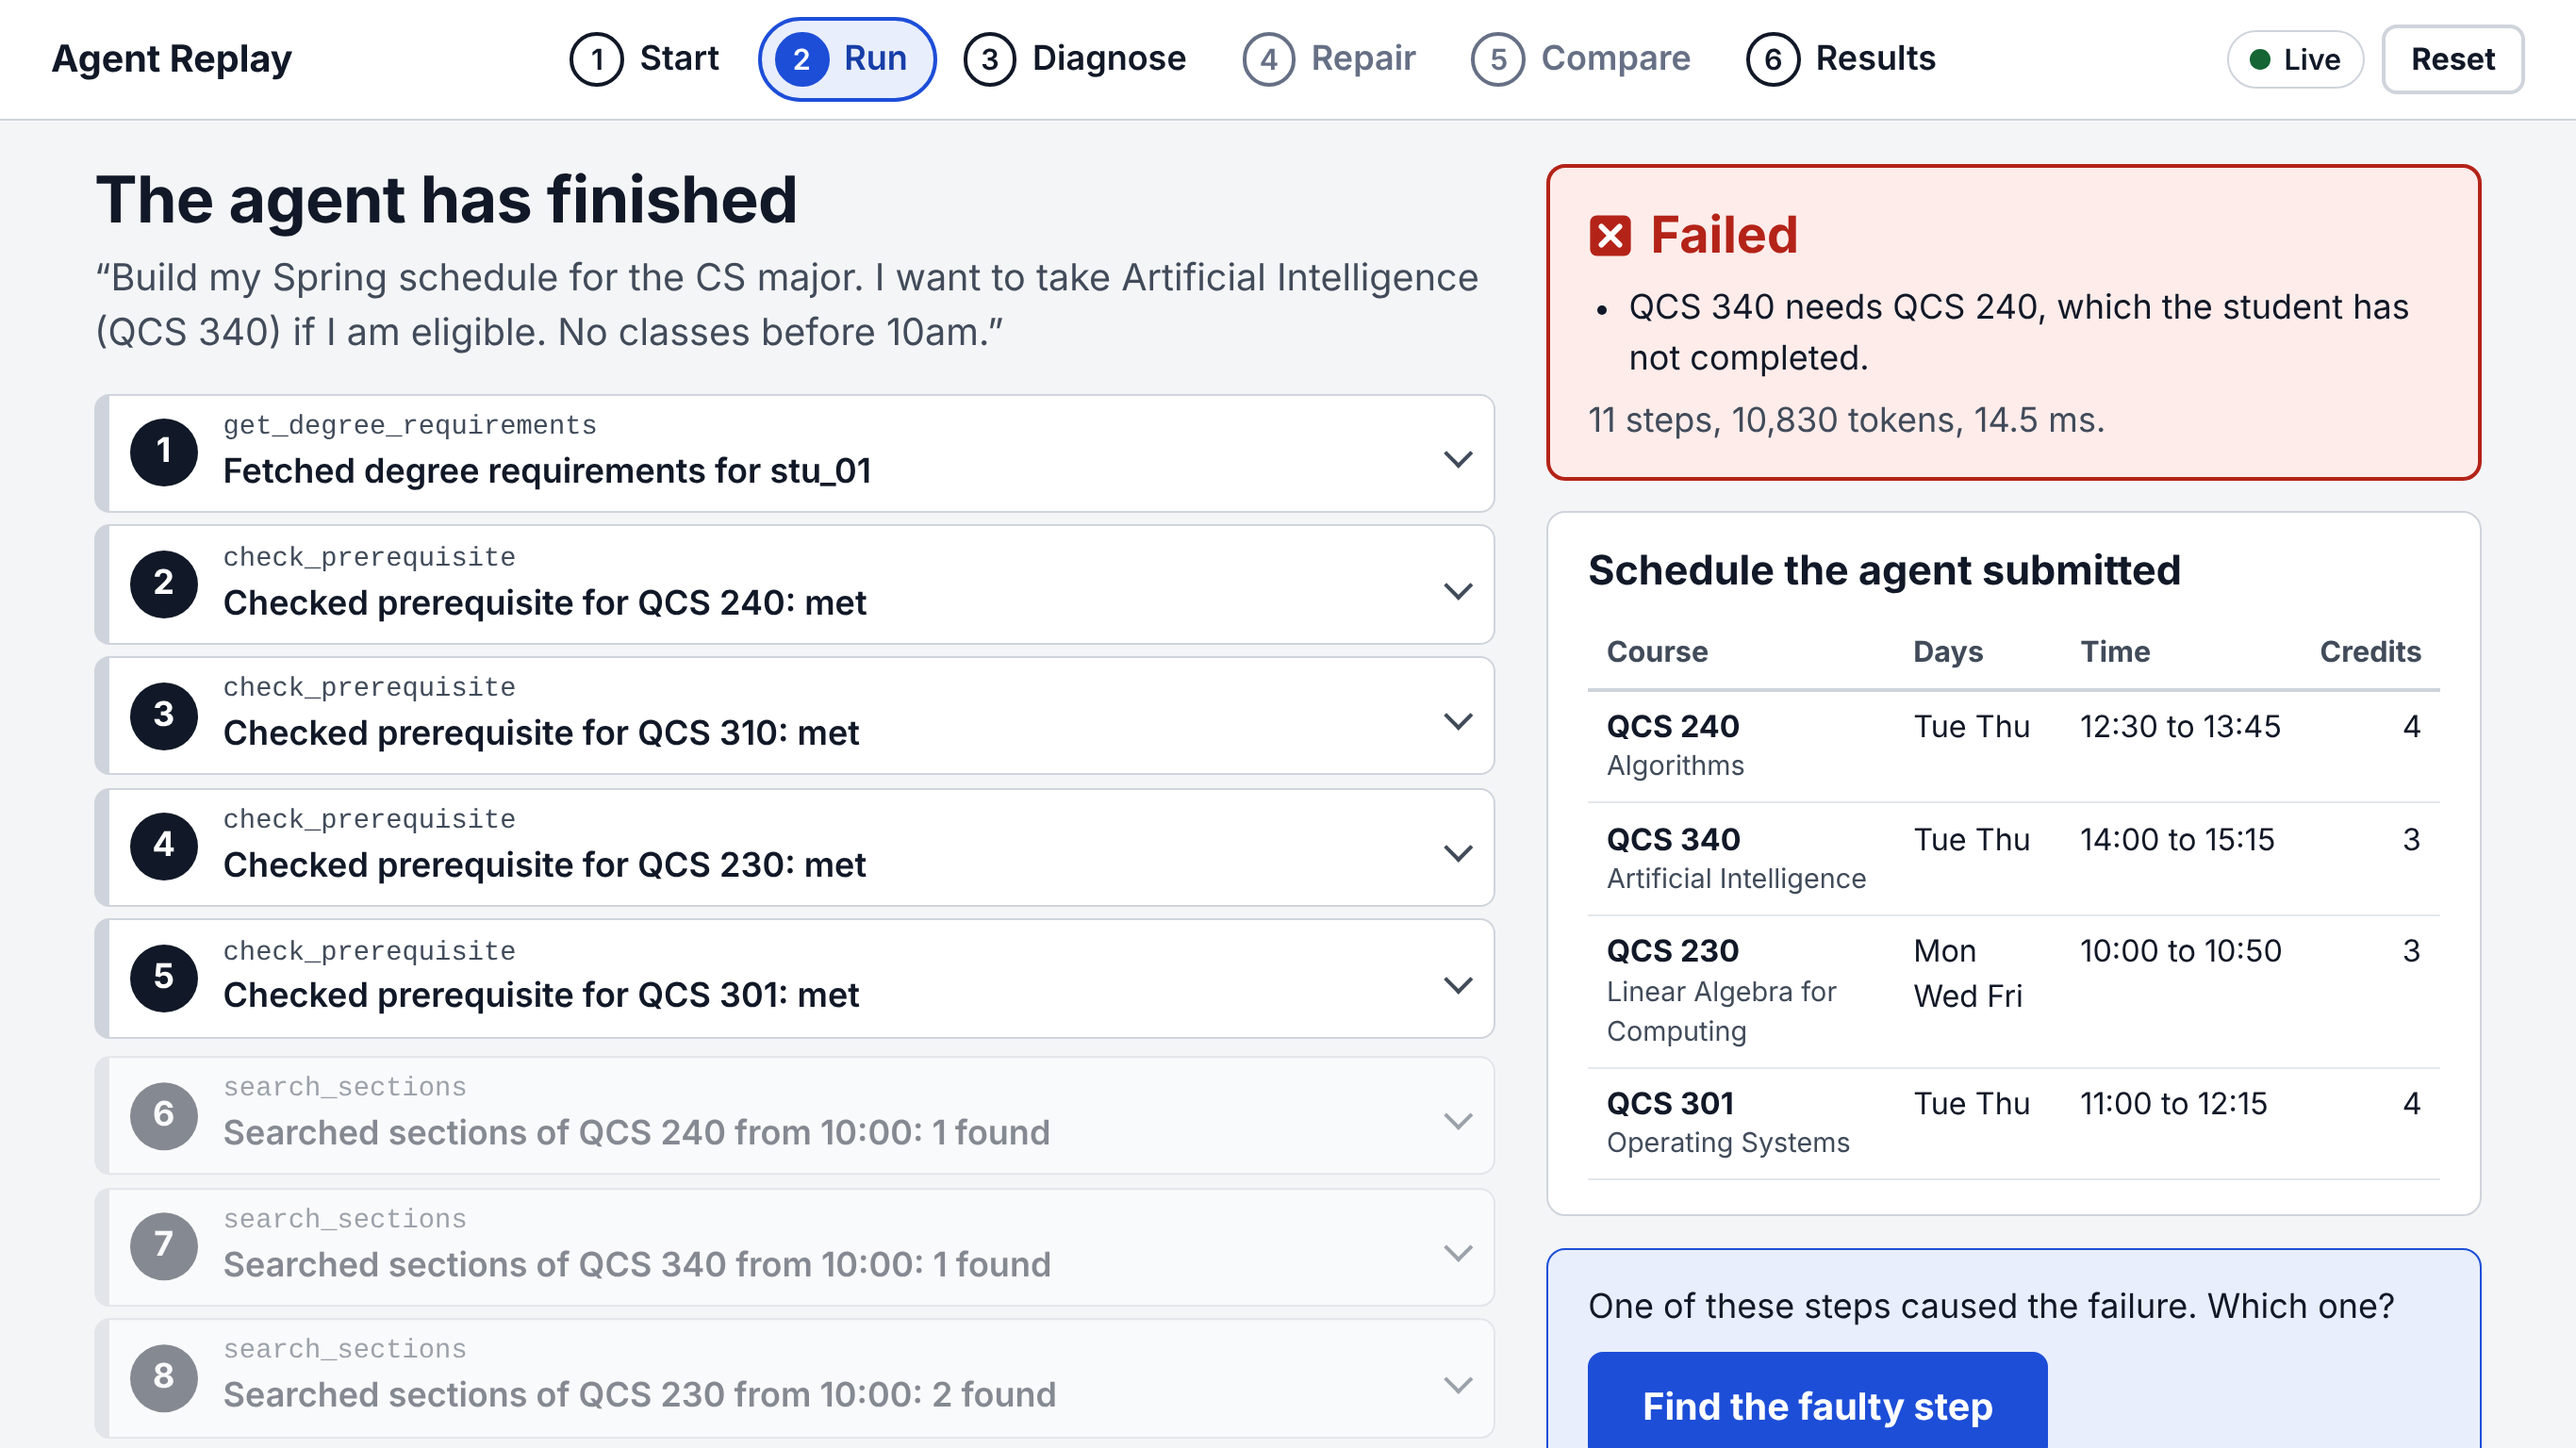 Agent Replay
1 Start
2 Run
3 Diagnose
4 Repair
5 Compare
6 Results
Live
Reset
The agent has finished
“Build my Spring schedule for the CS major. I want to take Artificial Intelligence
(QCS 340) if I am eligible. No classes before 10am.”
1
get_degree_requirements
Fetched degree requirements for stu_01
2
check_prerequisite
Checked prerequisite for QCS 240: met
3
check_prerequisite
Checked prerequisite for QCS 310: met
4
check_prerequisite
Checked prerequisite for QCS 230: met
5
check_prerequisite
Checked prerequisite for QCS 301: met
6
search_sections
Searched sections of QCS 240 from 10:00: 1 found
7
search_sections
Searched sections of QCS 340 from 10:00: 1 found
8
search_sections
Searched sections of QCS 230 from 10:00: 2 found
Failed
• QCS 340 needs QCS 240, which the student has
not completed.
11 steps, 10,830 tokens, 14.5 ms.
Schedule the agent submitted
Course Days Time Credits
QCS 240 Tue Thu 12:30 to 13:45 4
Algorithms
QCS 340 Tue Thu 14:00 to 15:15 3
Artificial Intelligence
QCS 230 Mon 10:00 to 10:50 3
Linear Algebra for Wed Fri
Computing
QCS 301 Tue Thu 11:00 to 12:15 4
Operating Systems
One of these steps caused the failure. Which one?
Find the faulty step